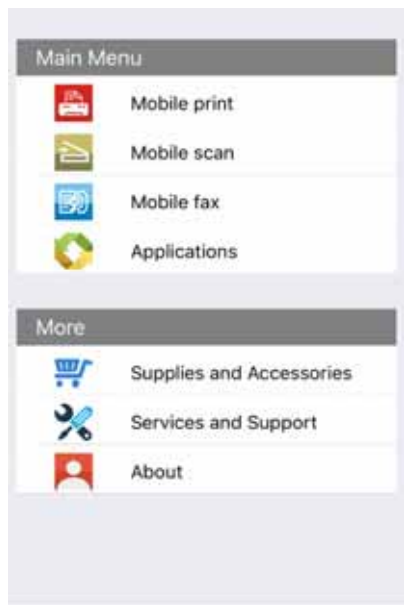 Main Menu
Mobile print
Mobile scan
Mobile fax
Applications
More
Supplies and Accessories
Services and Support
About